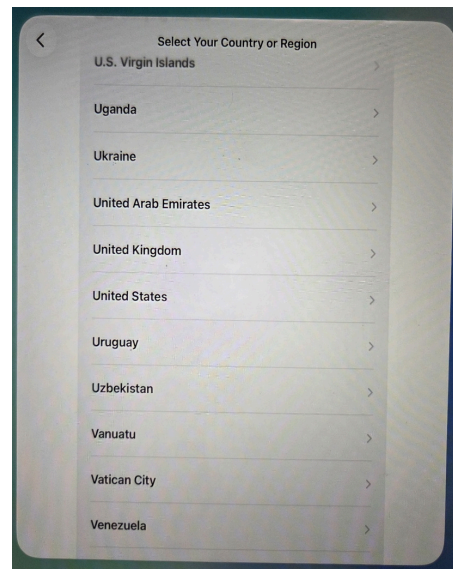 Select Your Country or Region
U.S. Virgin Islands
Uganda
Ukraine
United Arab Emirates
United Kingdom
United States
Uruguay
Uzbekistan
Vanuatu
Vatican City
Venezuela